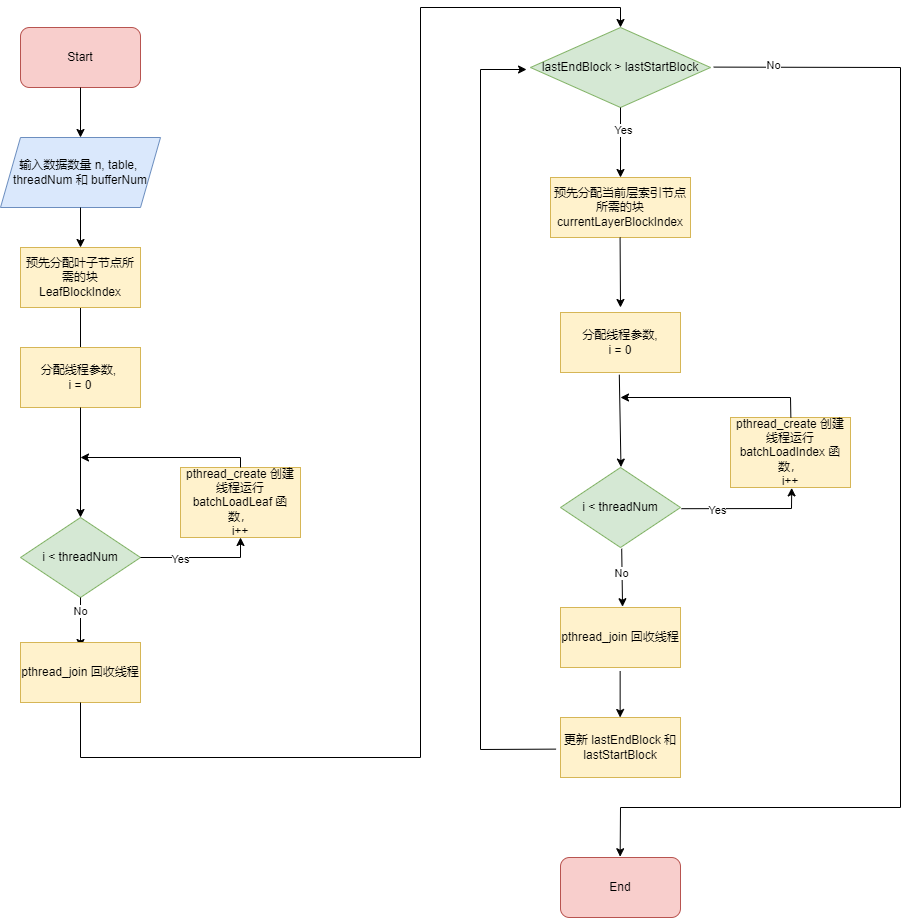 Start
输入数据数量 n, table,
threadNum 和 bufferNum
预先分配叶子节点所
需的块
LeafBlockIndex
分配线程参数,
i = 0
pthread_create 创建
线程运行
batchLoadLeaf 函
数,
i++
i < threadNum
Yes
No
pthread_join 回收线程
lastEndBlock > lastStartBlock
No
Yes
预先分配当前层索引节点
所需的块
currentLayerBlockIndex
分配线程参数,
i = 0
pthread_create 创建
线程运行
batchLoadIndex 函
数,
i++
i < threadNum
Yes
No
pthread_join 回收线程
更新 lastEndBlock 和
lastStartBlock
End